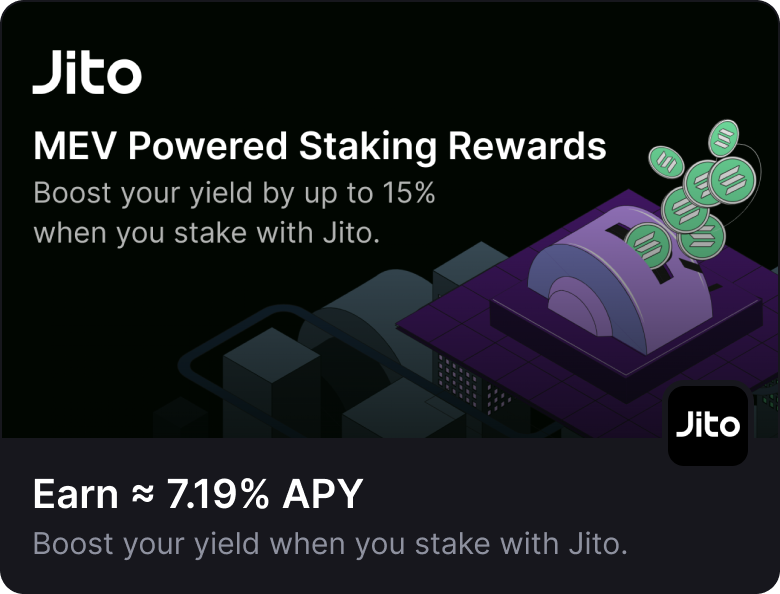 Jito
MEV Powered Staking Rewards
Boost your yield by up to 15%
when you stake with Jito.
Jito
Earn ≈ 7.19% APY
Boost your yield when you stake with Jito.